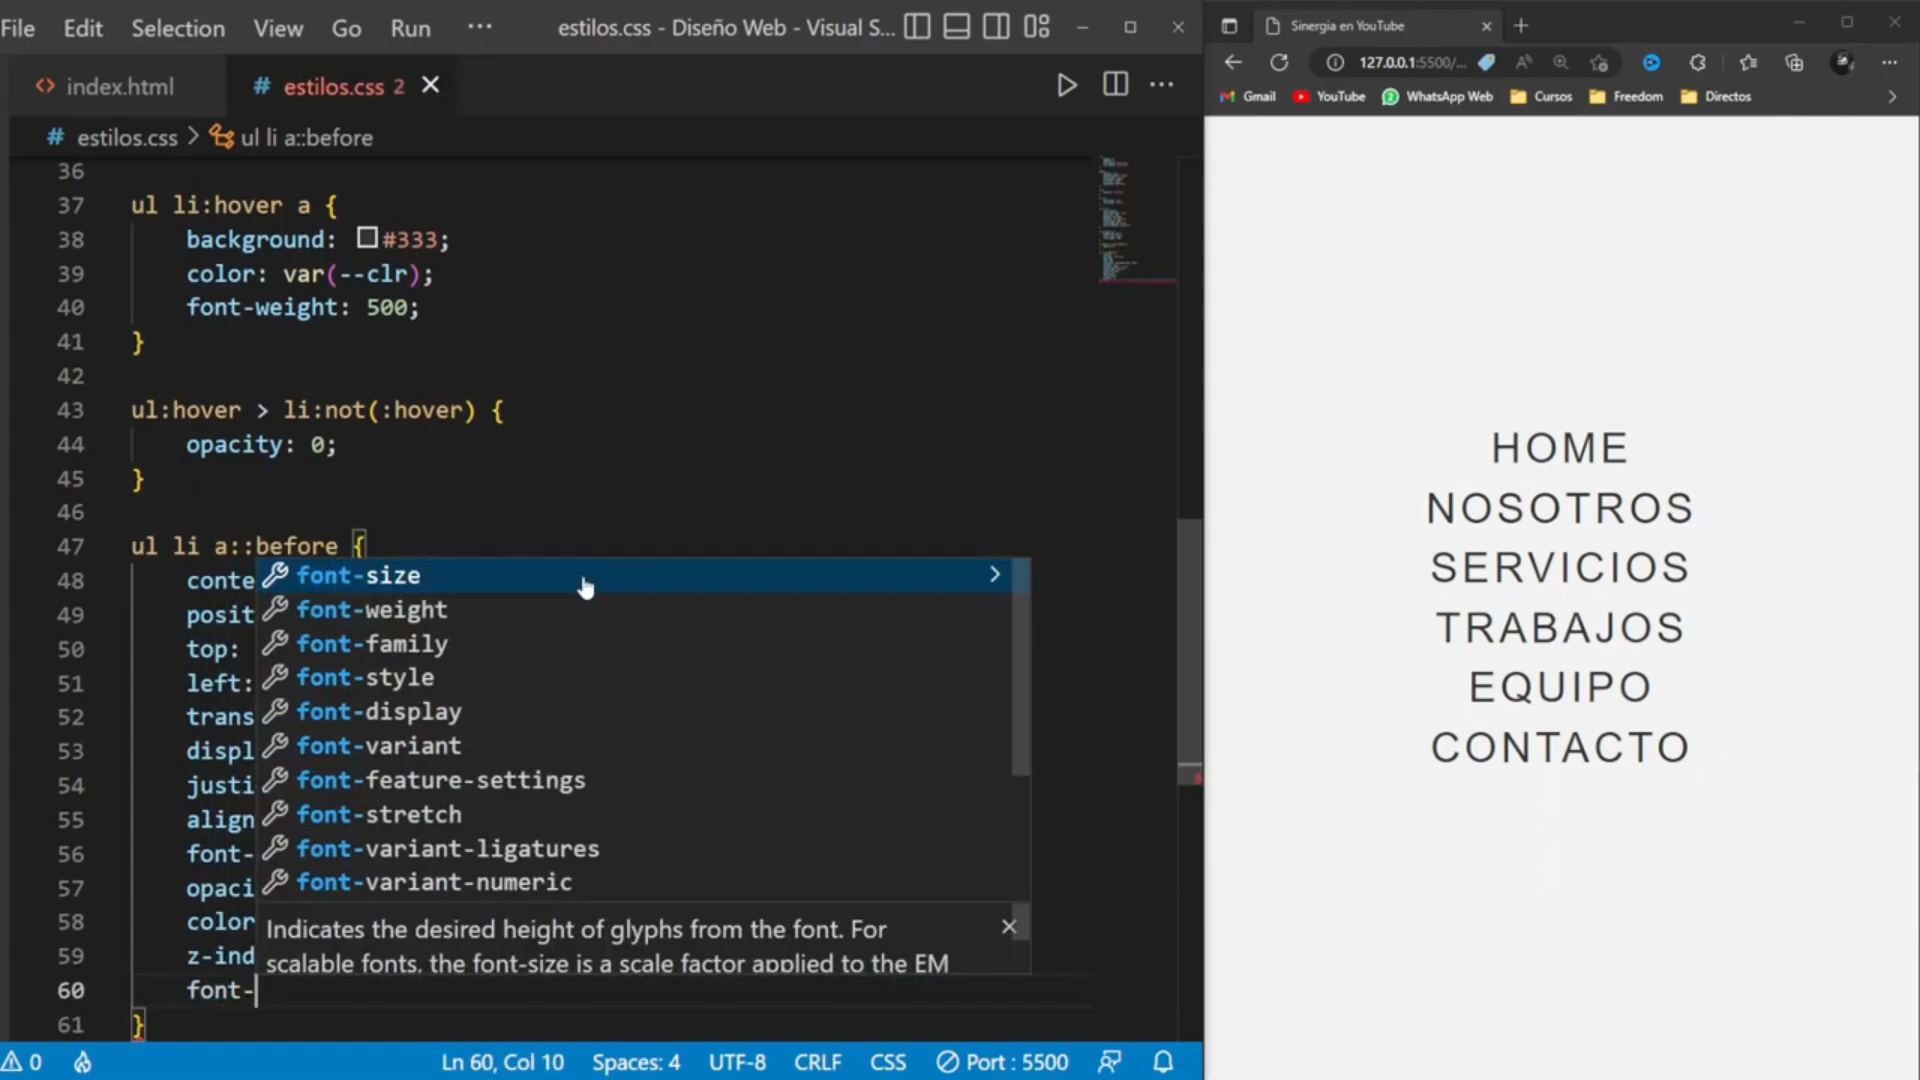 File Edit Selection View Go Run ··· estilos.css - Diseño Web - Visual S...
index.html
estilos.css 2
estilos.css > ul li a::before
36
37 ul li:hover a {
38 background: #333;
39 color: var(--clr);
40 font-weight: 500;
41 }
42
43 ul:hover > li:not(:hover) {
44 opacity: 0;
45 }
46
47 ul li a::before {
48 conte
49 posit
50 top:
51 left:
52 trans
53 displ
54 justi
55 align
56 font-
57 opaci
58 color
59 z-ind
60 font-
61 }
font-size
font-weight
font-family
font-style
font-display
font-variant
font-feature-settings
font-stretch
font-variant-ligatures
font-variant-numeric
Indicates the desired height of glyphs from the font. For
scalable fonts, the font-size is a scale factor applied to the EM
0 Ln 60, Col 10 Spaces: 4 UTF-8 CRLF CSS Port : 5500
Sinergia en YouTube
127.0.0.1:5500/...
Gmail YouTube WhatsApp Web Cursos Freedom Directos
HOME
NOSOTROS
SERVICIOS
TRABAJOS
EQUIPO
CONTACTO